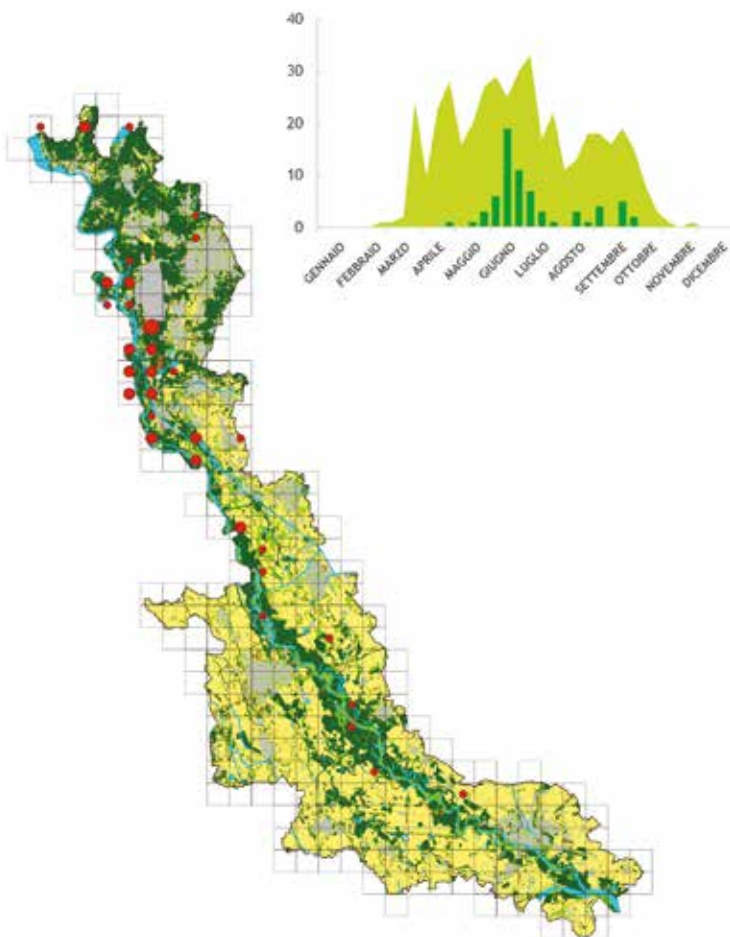 40
30
20
10
0
GENNAIO
FEBBRAIO
MARZO
APRILE
MAGGIO
GIUGNO
LUGLIO
AGOSTO
SETTEMBRE
OTTOBRE
NOVEMBRE
DICEMBRE